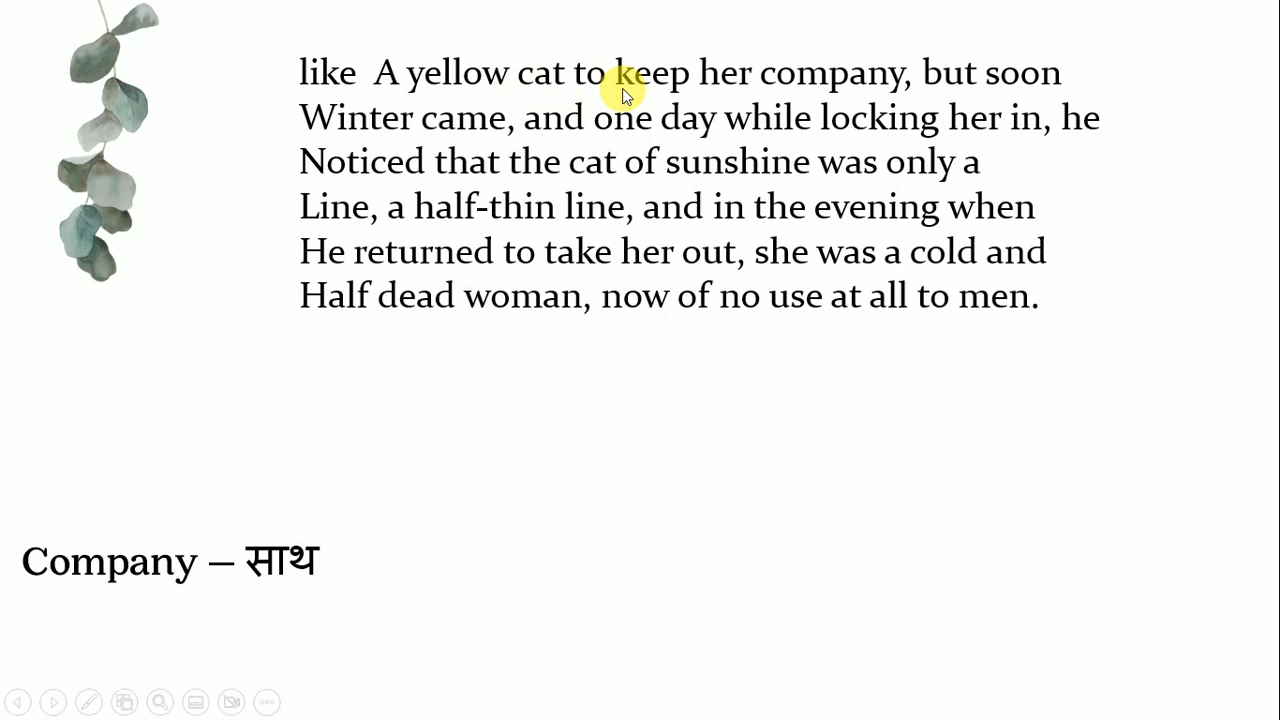 like  A yellow cat to keep her company, but soon
Winter came, and one day while locking her in, he
Noticed that the cat of sunshine was only a
Line, a half-thin line, and in the evening when
He returned to take her out, she was a cold and
Half dead woman, now of no use at all to men.
Company – साथ